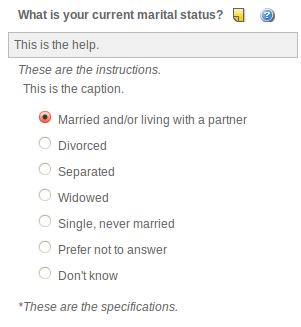 What is your current marital status?
This is the help.
These are the instructions.
This is the caption.
Married and/or living with a partner
Divorced
Separated
Widowed
Single, never married
Prefer not to answer
Don't know
*These are the specifications.